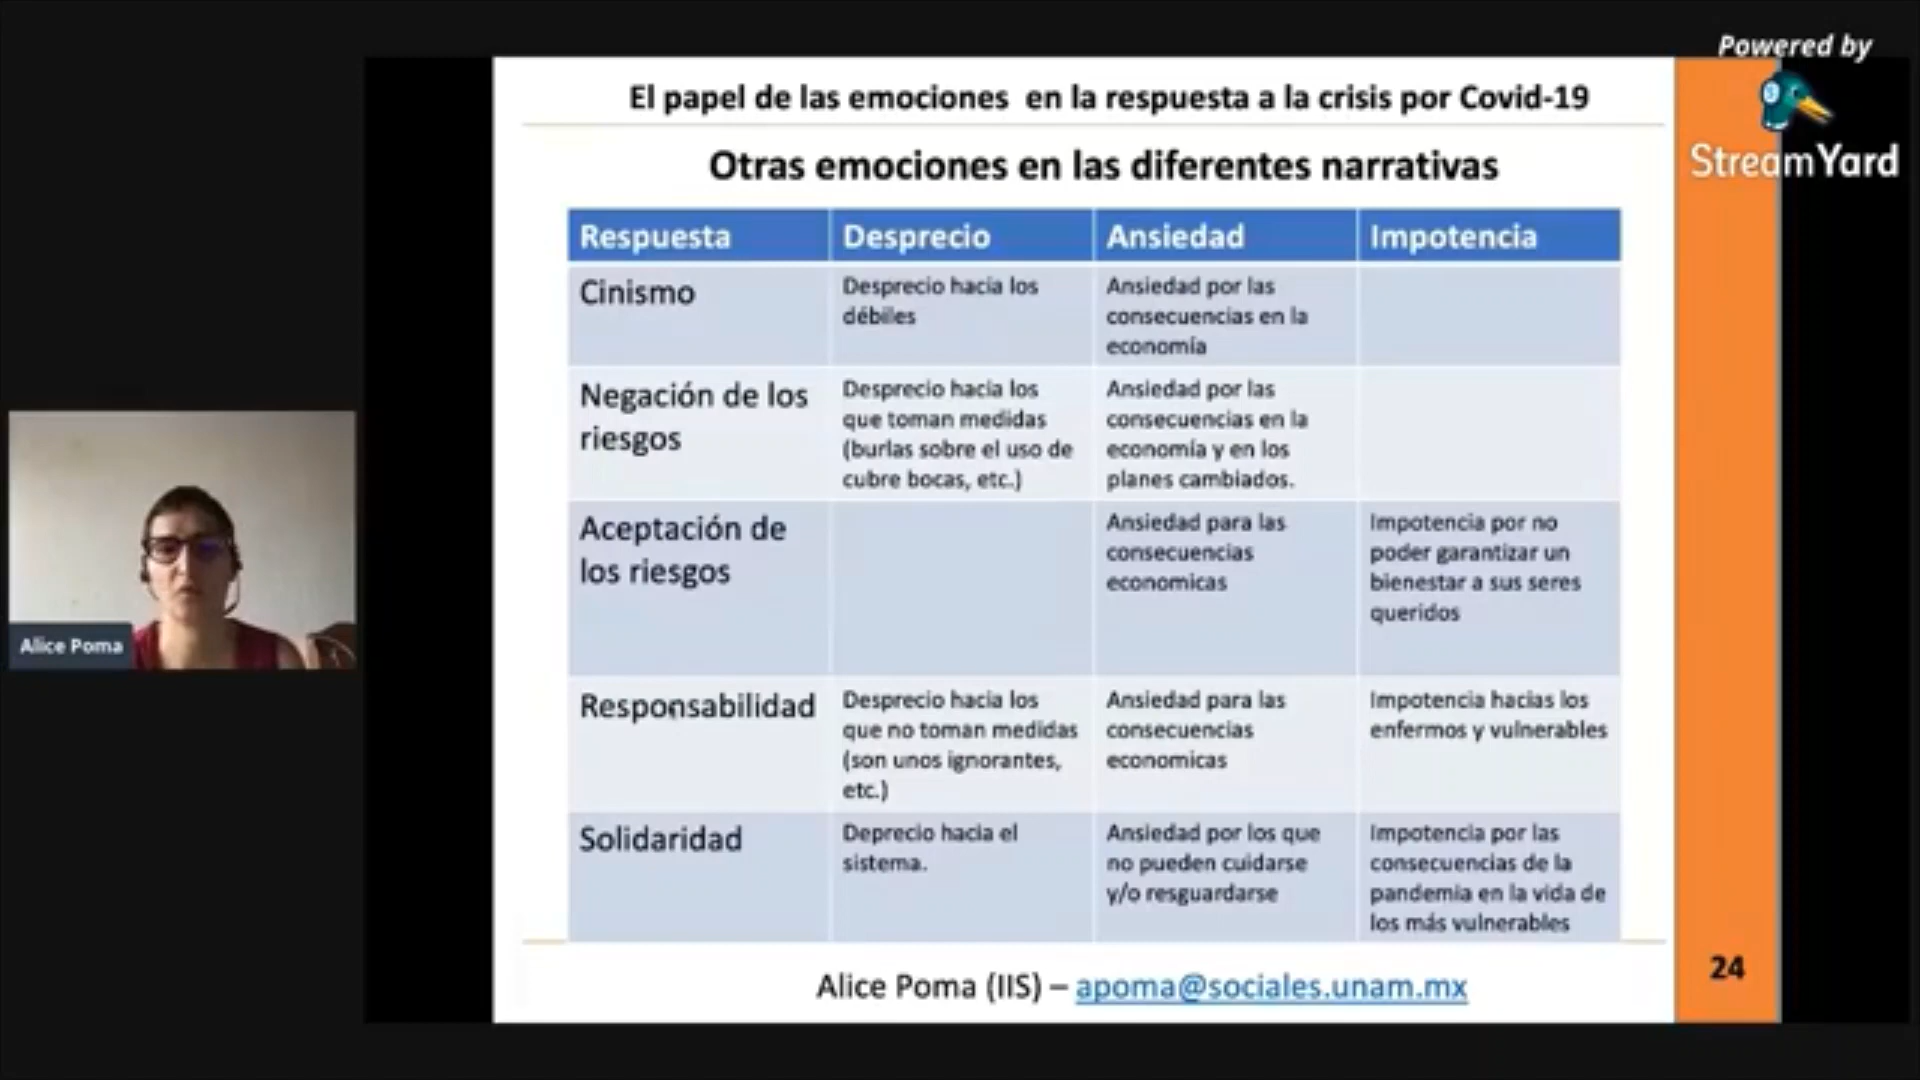 Powered by
StreamYard
El papel de las emociones en la respuesta a la crisis por Covid-19
Otras emociones en las diferentes narrativas
Respuesta
Desprecio
Ansiedad
Impotencia
Cinismo
Desprecio hacia los
débiles
Ansiedad por las
consecuencias en la
economía
Negación de los
riesgos
Desprecio hacia los
que toman medidas
(burlas sobre el uso de
cubre bocas, etc.)
Ansiedad por las
consecuencias en la
economía y en los
planes cambiados.
Aceptación de
los riesgos
Ansiedad para las
consecuencias
economicas
Impotencia por no
poder garantizar un
bienestar a sus seres
queridos
Responsabilidad
Desprecio hacia los
que no toman medidas
(son unos ignorantes,
etc.)
Ansiedad para las
consecuencias
economicas
Impotencia hacias los
enfermos y vulnerables
Solidaridad
Deprecio hacia el
sistema.
Ansiedad por los que
no pueden cuidarse
y/o resguardarse
Impotencia por las
consecuencias de la
pandemia en la vida de
los más vulnerables
Alice Poma (IIS) – apoma@sociales.unam.mx
24
Alice Poma